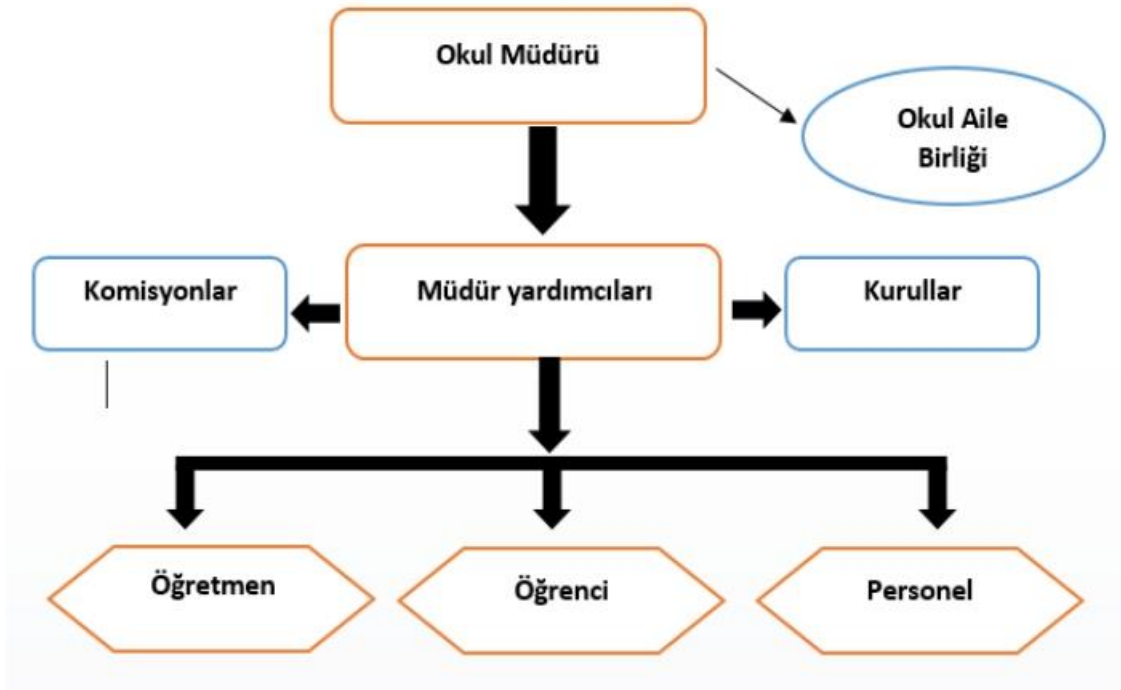 Okul Müdürü
Okul Aile
Birliği
Komisyonlar
Müdür yardımcıları
Kurullar
Öğretmen
Öğrenci
Personel